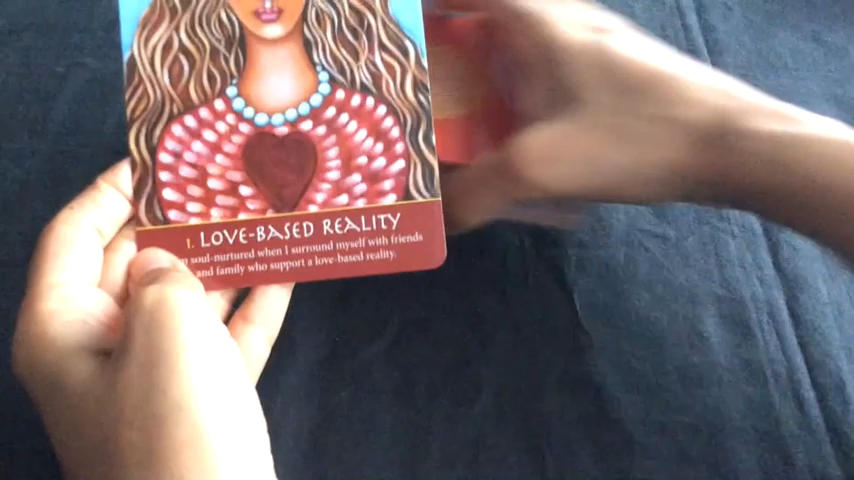 1. LOVE-BASED REALITY
soul-nurtured when I surround myself with friends
and family who support a love-based reality.